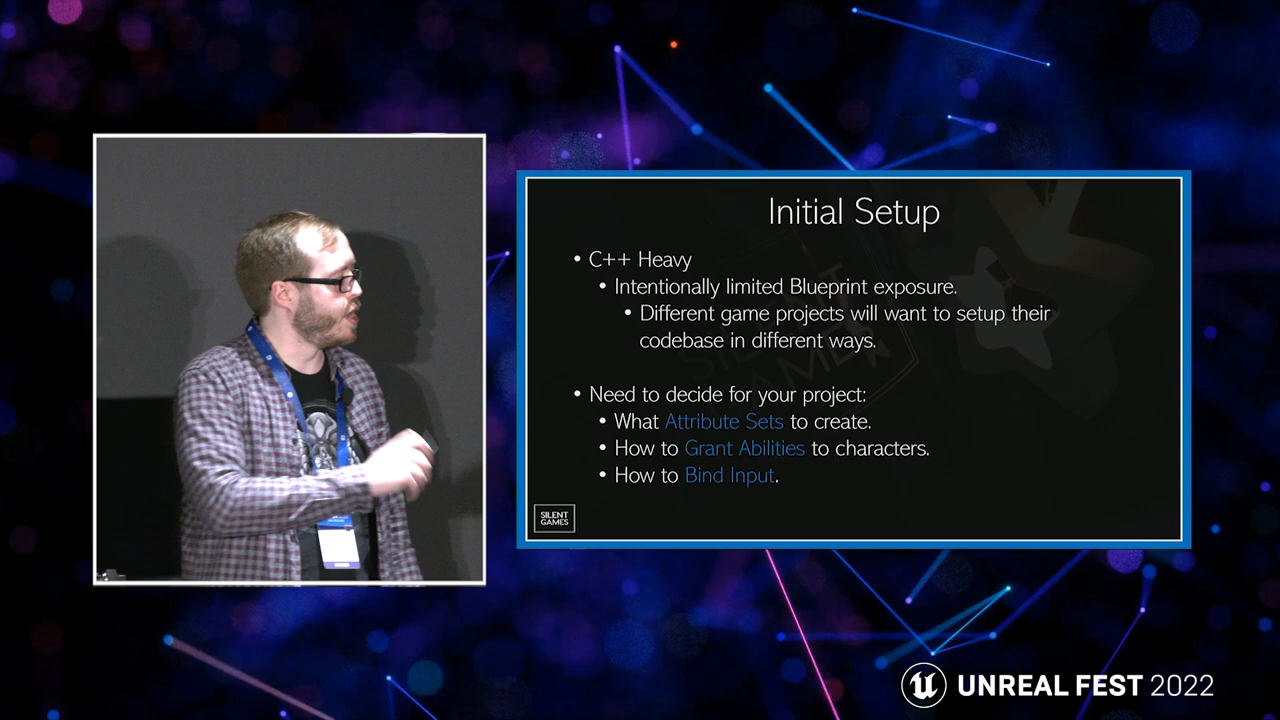 Initial Setup
• C++ Heavy
• Intentionally limited Blueprint exposure.
• Different game projects will want to setup their
codebase in different ways.
• Need to decide for your project:
• What Attribute Sets to create.
• How to Grant Abilities to characters.
• How to Bind Input.
SILENT
GAMES
UNREAL FEST 2022